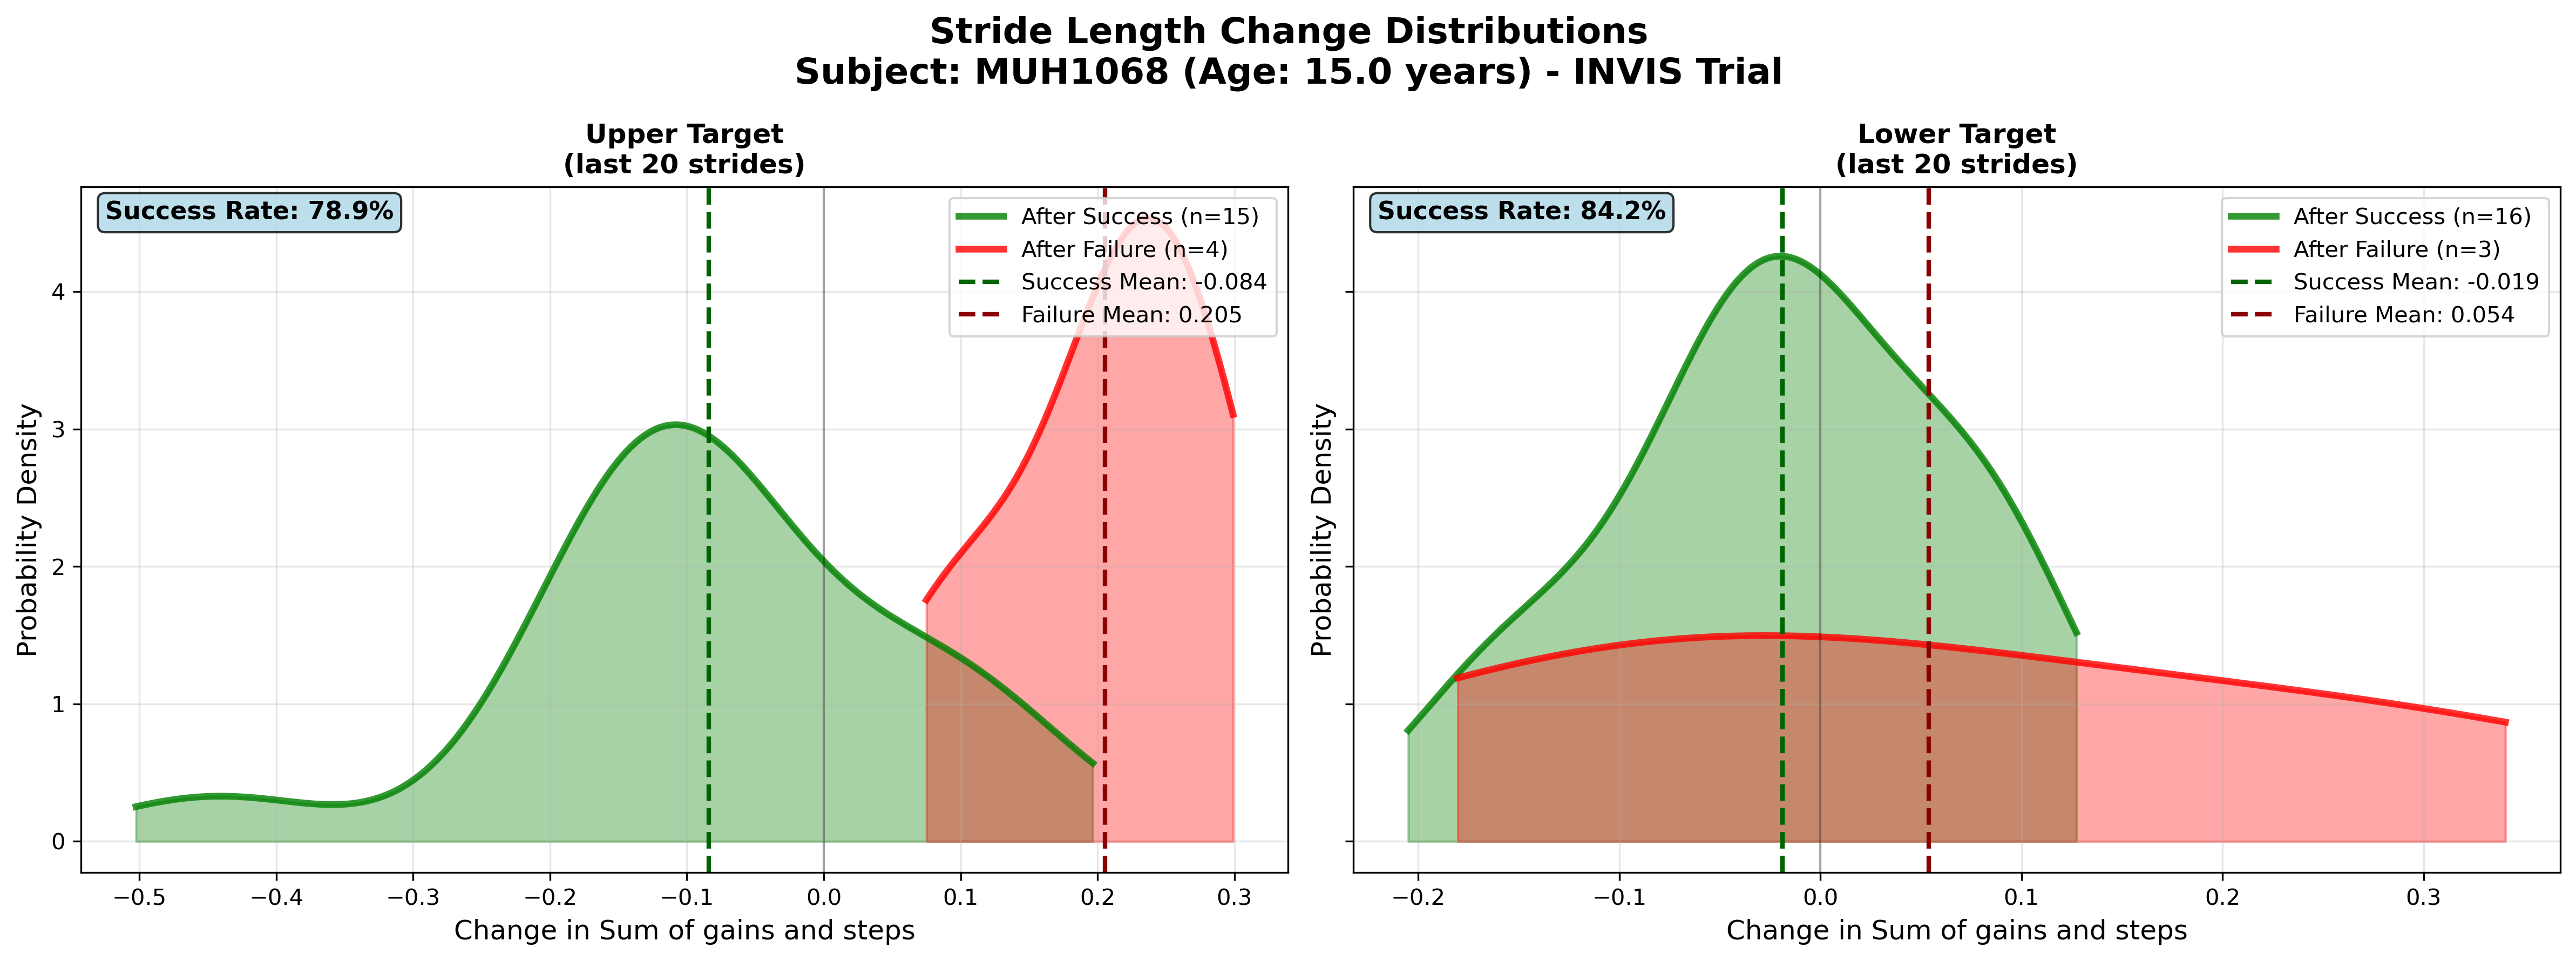 Stride Length Change Distributions
Subject: MUH1068 (Age: 15.0 years) - INVIS Trial
Upper Target
(last 20 strides)
Success Rate: 78.9%
After Success (n=15)
After Failure (n=4)
Success Mean: -0.084
Failure Mean: 0.205
Probability Density
4
3
2
1
0
−0.5 −0.4 −0.3 −0.2 −0.1 0.0 0.1 0.2 0.3
Change in Sum of gains and steps
Lower Target
(last 20 strides)
Success Rate: 84.2%
After Success (n=16)
After Failure (n=3)
Success Mean: -0.019
Failure Mean: 0.054
Probability Density
−0.2 −0.1 0.0 0.1 0.2 0.3
Change in Sum of gains and steps